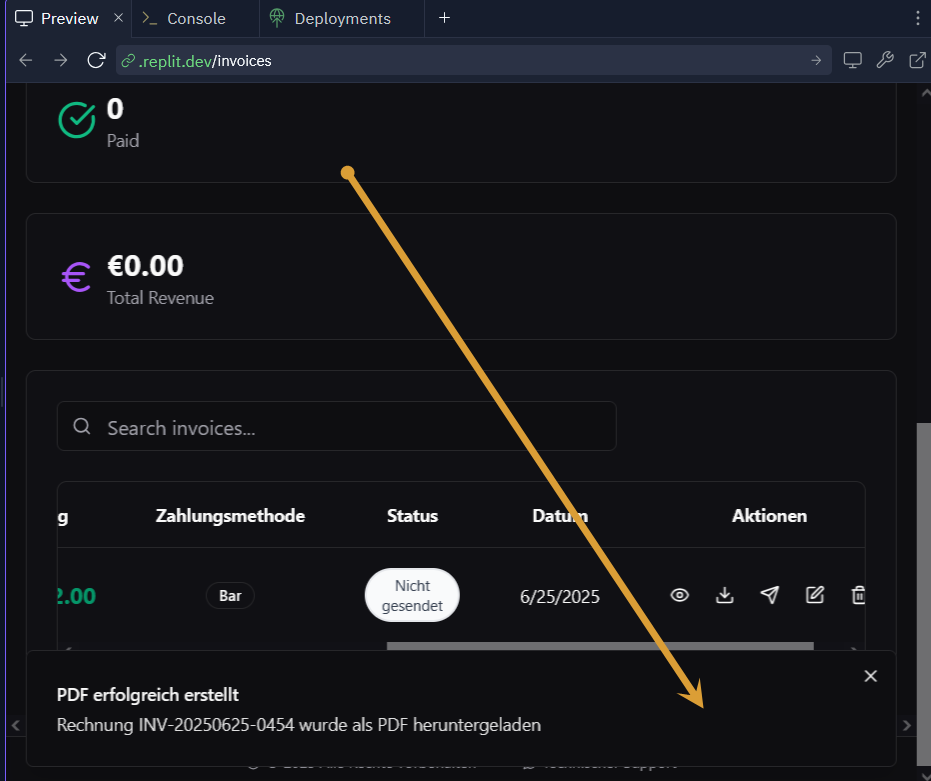 Preview
Console
Deployments
.replit.dev/invoices
0
Paid
€0.00
Total Revenue
Search invoices...
g Zahlungsmethode Status Datum Aktionen
2.00 Bar Nicht gesendet 6/25/2025
PDF erfolgreich erstellt
Rechnung INV-20250625-0454 wurde als PDF heruntergeladen